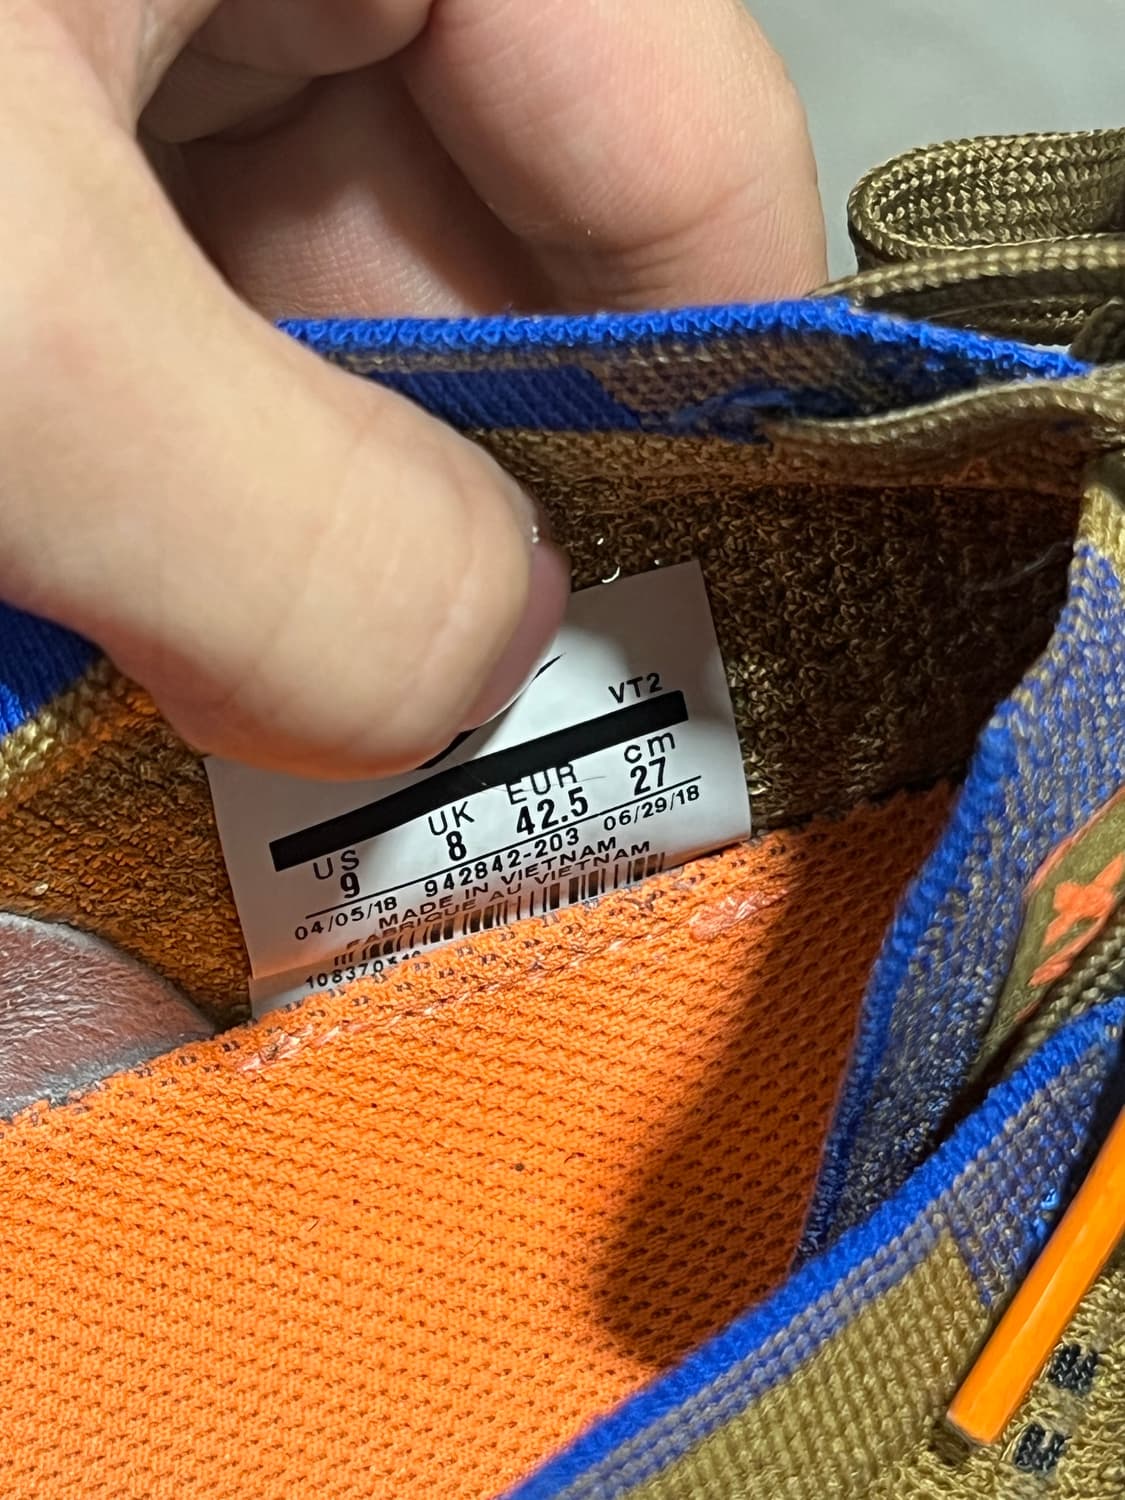 VT2
US UK EUR cm
9 8 42.5 27
04/05/18 942842-203 06/29/18
MADE IN VIETNAM
FABRIQUE AU VIETNAM